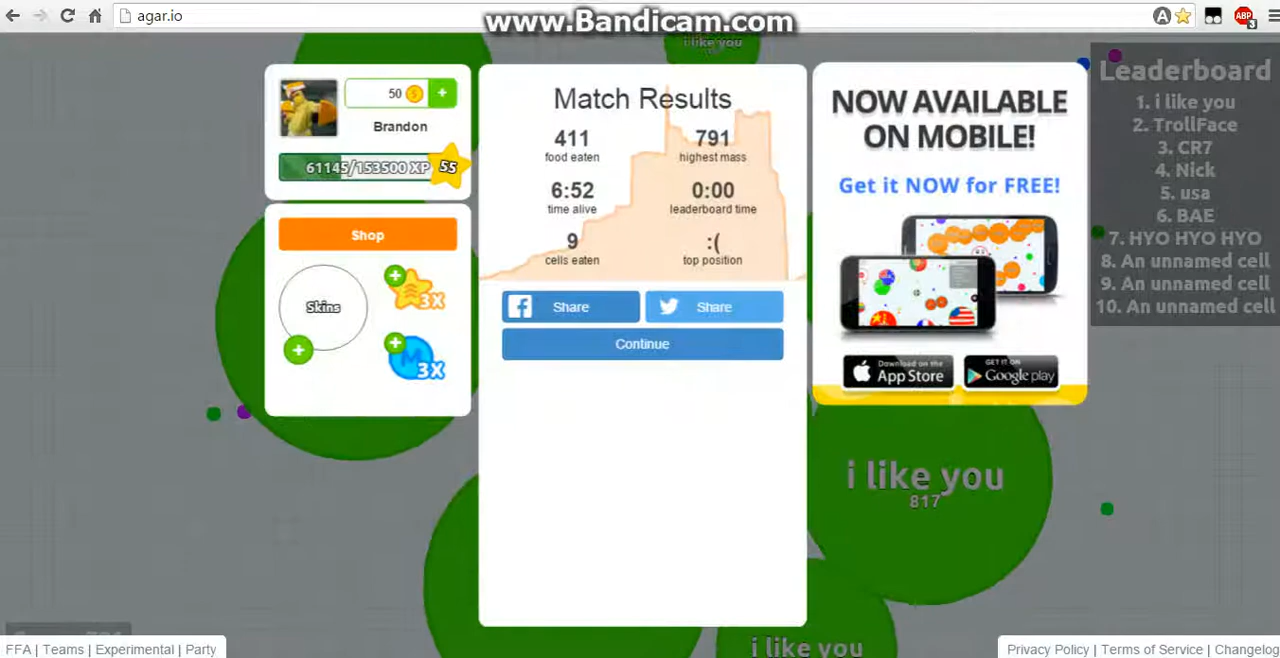 agar.io
www.Bandicam.com
i like you
50
Brandon
61145/153500 XP
55
Shop
Skins
3X
M
3X
Match Results
411
food eaten
791
highest mass
6:52
time alive
0:00
leaderboard time
9
cells eaten
:(
top position
Share
Share
Continue
NOW AVAILABLE
ON MOBILE!
Get it NOW for FREE!
Download on the
App Store
GET IT ON
Google play
Leaderboard
1. i like you
2. TrollFace
3. CR7
4. Nick
5. usa
6. BAE
7. HYO HYO HYO
8. An unnamed cell
9. An unnamed cell
10. An unnamed cell
i like you
817
i like you
FFA | Teams | Experimental | Party
Privacy Policy | Terms of Service | Changelog
A
ABP
3